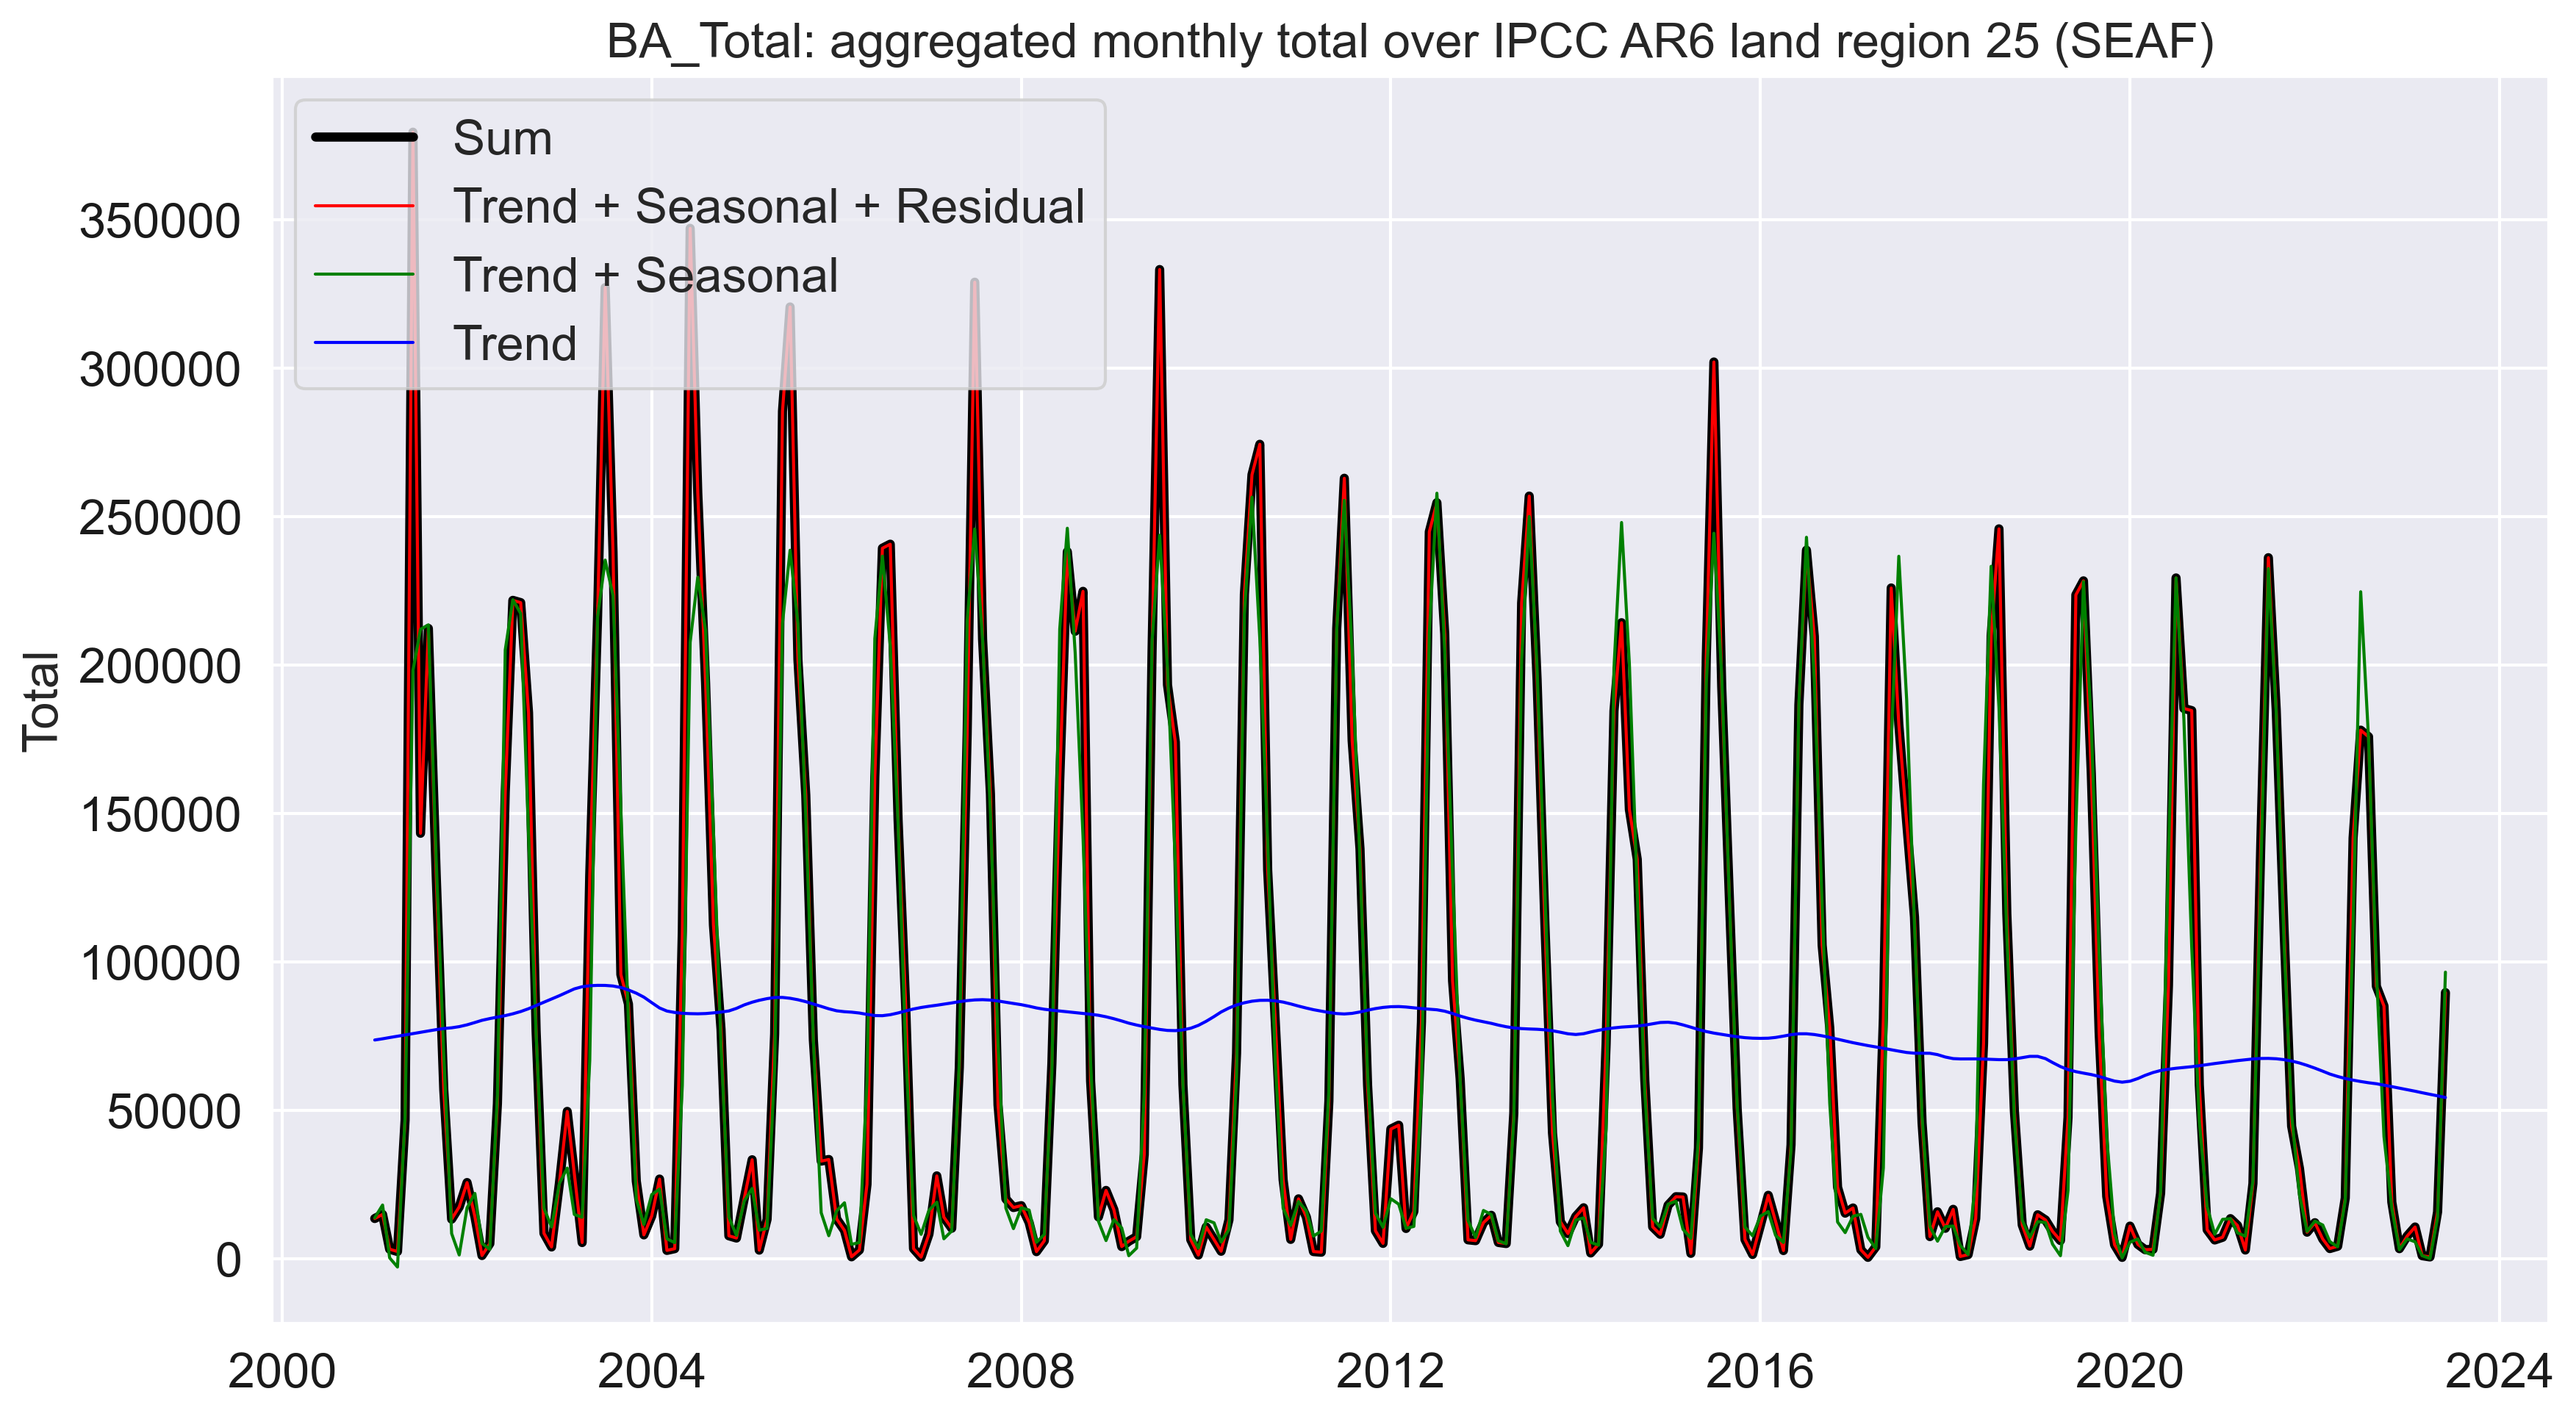 BA_Total: aggregated monthly total over IPCC AR6 land region 25 (SEAF)
Sum
Trend + Seasonal + Residual
Trend + Seasonal
Trend
Total
350000
300000
250000
200000
150000
100000
50000
0
2000 2004 2008 2012 2016 2020 2024